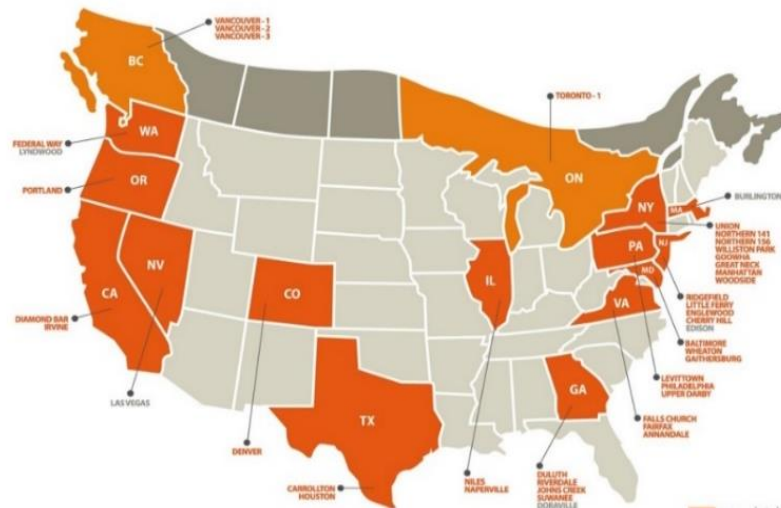 VANCOUVER - 1
VANCOUVER - 2
VANCOUVER - 3
BC
TORONTO - 1
FEDERAL WAY
LYNDWOOD
WA
PORTLAND
OR
ON
BURLINGTON
MA
NY
UNION
NORTHERN 141
NORTHERN 156
WILLISTON PARK
GOOWHA
GREAT NECK
MANHATTAN
WOODSIDE
PA
NJ
MD
NV
CA
CO
IL
VA
DIAMOND BAR
IRVINE
RIDGEFIELD
LITTLE FERRY
ENGLEWOOD
CHERRY HILL
EDISON
BALTIMORE
WHEATON
GAITHERSBURG
LAS VEGAS
LEVITTOWN
PHILADELPHIA
UPPER DARBY
GA
TX
FALLS CHURCH
FAIRFAX
ANNANDALE
DENVER
CARROLLTON
HOUSTON
NILES
NAPERVILLE
DULUTH
RIVERDALE
JOHNS CREEK
SUWANEE
DORAVILLE